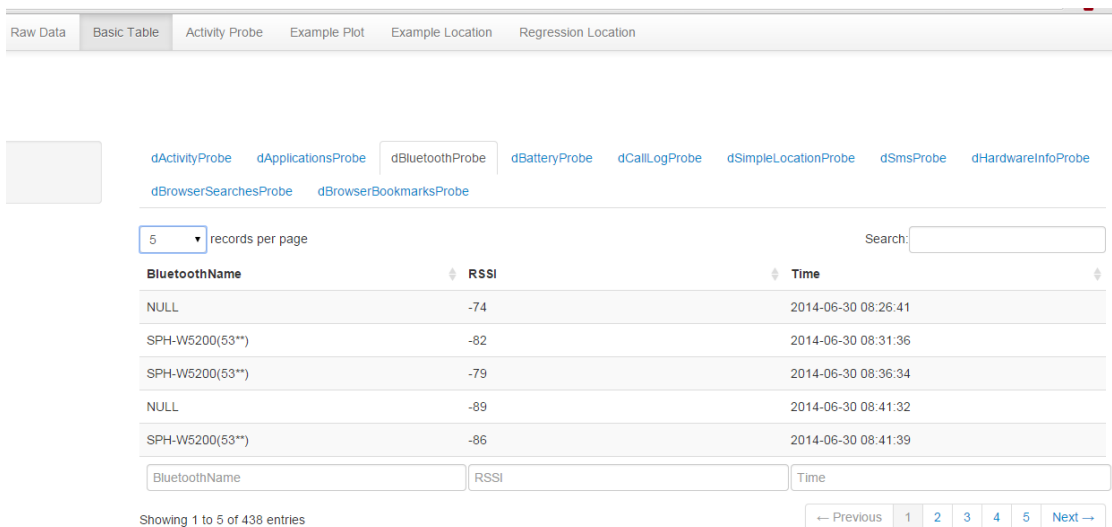 Raw Data Basic Table Activity Probe Example Plot Example Location Regression Location
dActivityProbe dApplicationsProbe dBluetoothProbe dBatteryProbe dCallLogProbe dSimpleLocationProbe dSmsProbe dHardwareInfoProbe
dBrowserSearchesProbe dBrowserBookmarksProbe
5 records per page Search:
BluetoothName RSSI Time
NULL -74 2014-06-30 08:26:41
SPH-W5200(53**) -82 2014-06-30 08:31:36
SPH-W5200(53**) -79 2014-06-30 08:36:34
NULL -89 2014-06-30 08:41:32
SPH-W5200(53**) -86 2014-06-30 08:41:39
BluetoothName RSSI Time
Showing 1 to 5 of 438 entries ← Previous 1 2 3 4 5 Next →